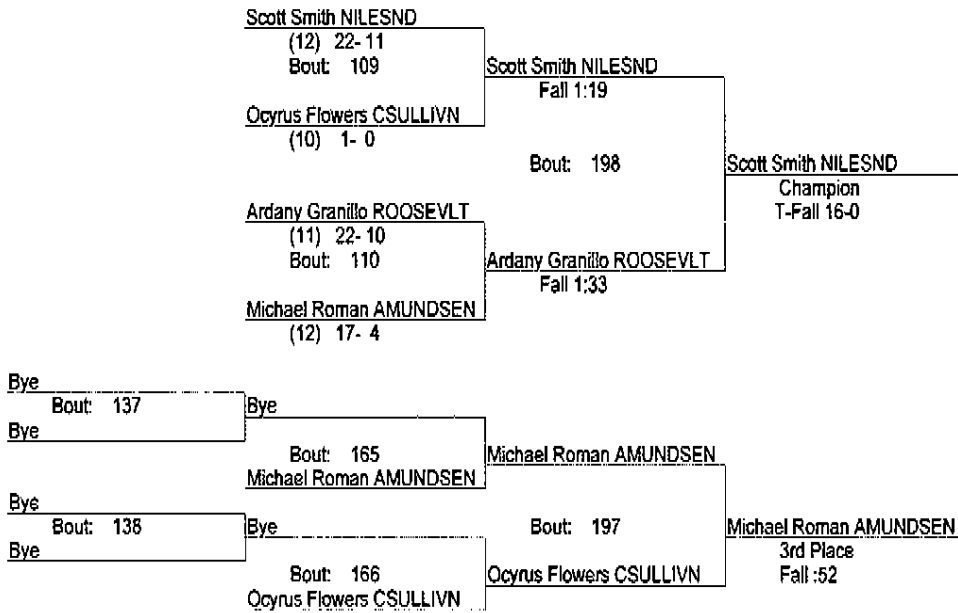 Scott Smith NILESND
(12) 22- 11
Bout: 109
Scott Smith NILESND
Fall 1:19
Ocyrus Flowers CSULLIVN
(10) 1- 0
Bout: 198
Scott Smith NILESND
Champion
T-Fall 16-0
Ardany Granillo ROOSEVLT
(11) 22- 10
Bout: 110
Ardany Granillo ROOSEVLT
Fall 1:33
Michael Roman AMUNDSEN
(12) 17- 4
Bye
Bout: 137
Bye
Bye
Bout: 165
Michael Roman AMUNDSEN
Michael Roman AMUNDSEN
Bye
Bout: 138
Bye
Bye
Bout: 197
Michael Roman AMUNDSEN
3rd Place
Fall :52
Bout: 166
Ocyrus Flowers CSULLIVN
Ocyrus Flowers CSULLIVN